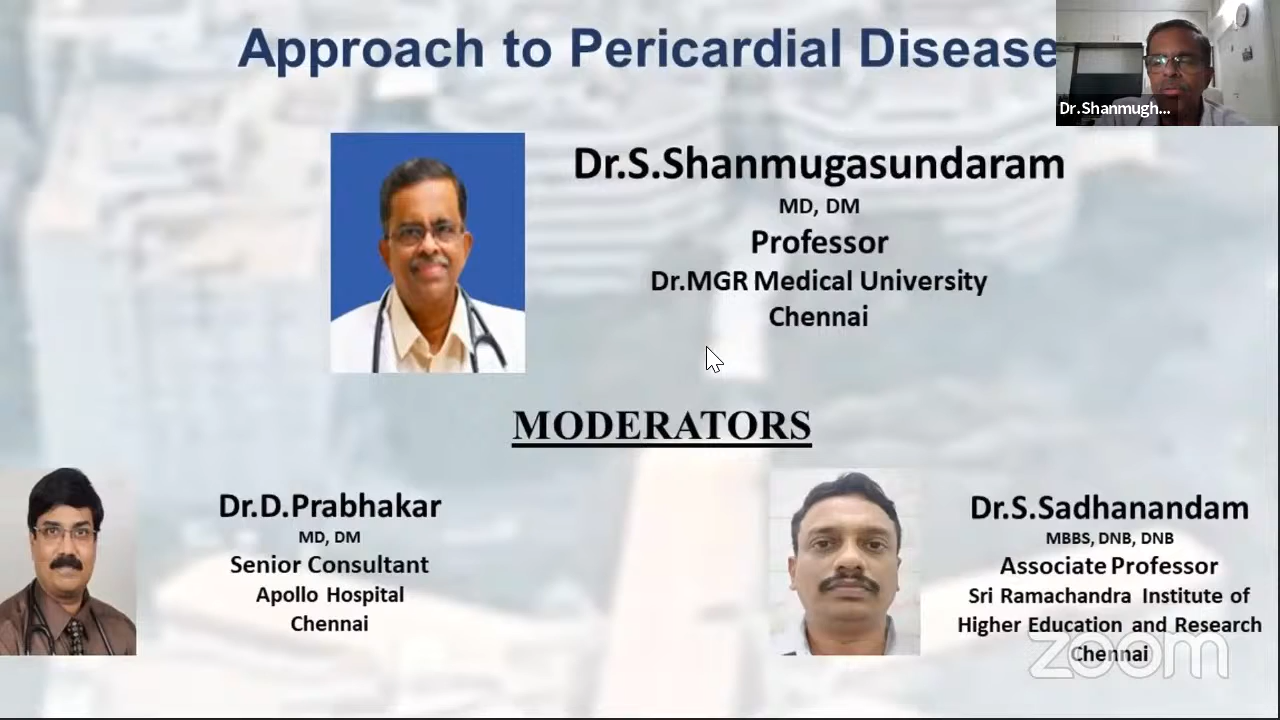 Approach to Pericardial Disease
Dr.Shanmugh...
Dr.S.Shanmugasundaram
MD, DM
Professor
Dr.MGR Medical University
Chennai
MODERATORS
Dr.D.Prabhakar
MD, DM
Senior Consultant
Apollo Hospital
Chennai
Dr.S.Sadhanandam
MBBS, DNB, DNB
Associate Professor
Sri Ramachandra Institute of
Higher Education and Research
Chennai
zoom